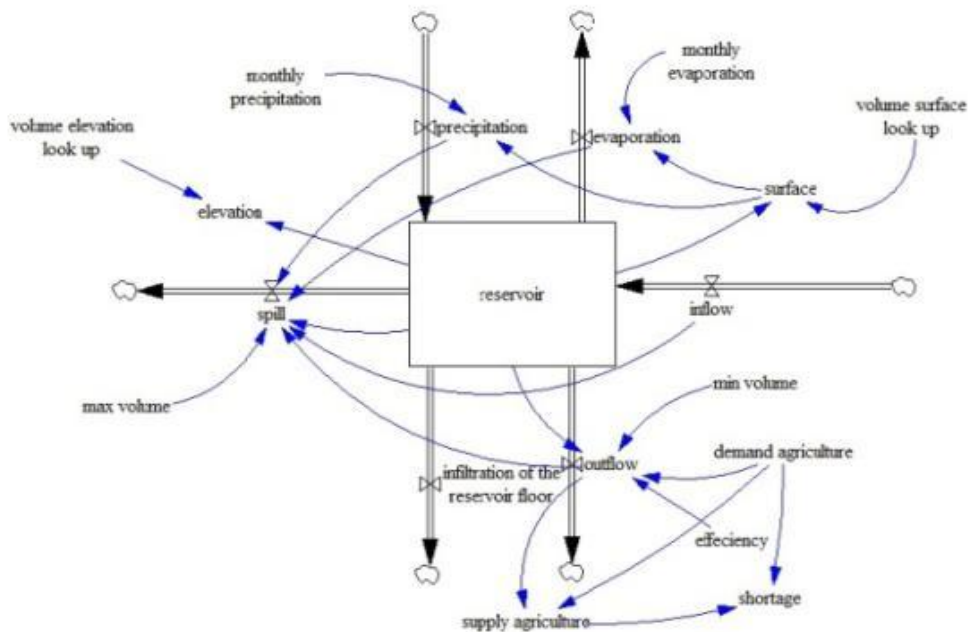 monthly
precipitation
monthly
evaporation
volume elevation
look up
precipitation
evaporation
volume surface
look up
elevation
surface
reservoir
spill
inflow
max volume
min volume
infiltration of the
reservoir floor
outflow
demand agriculture
effeciency
shortage
supply agriculture